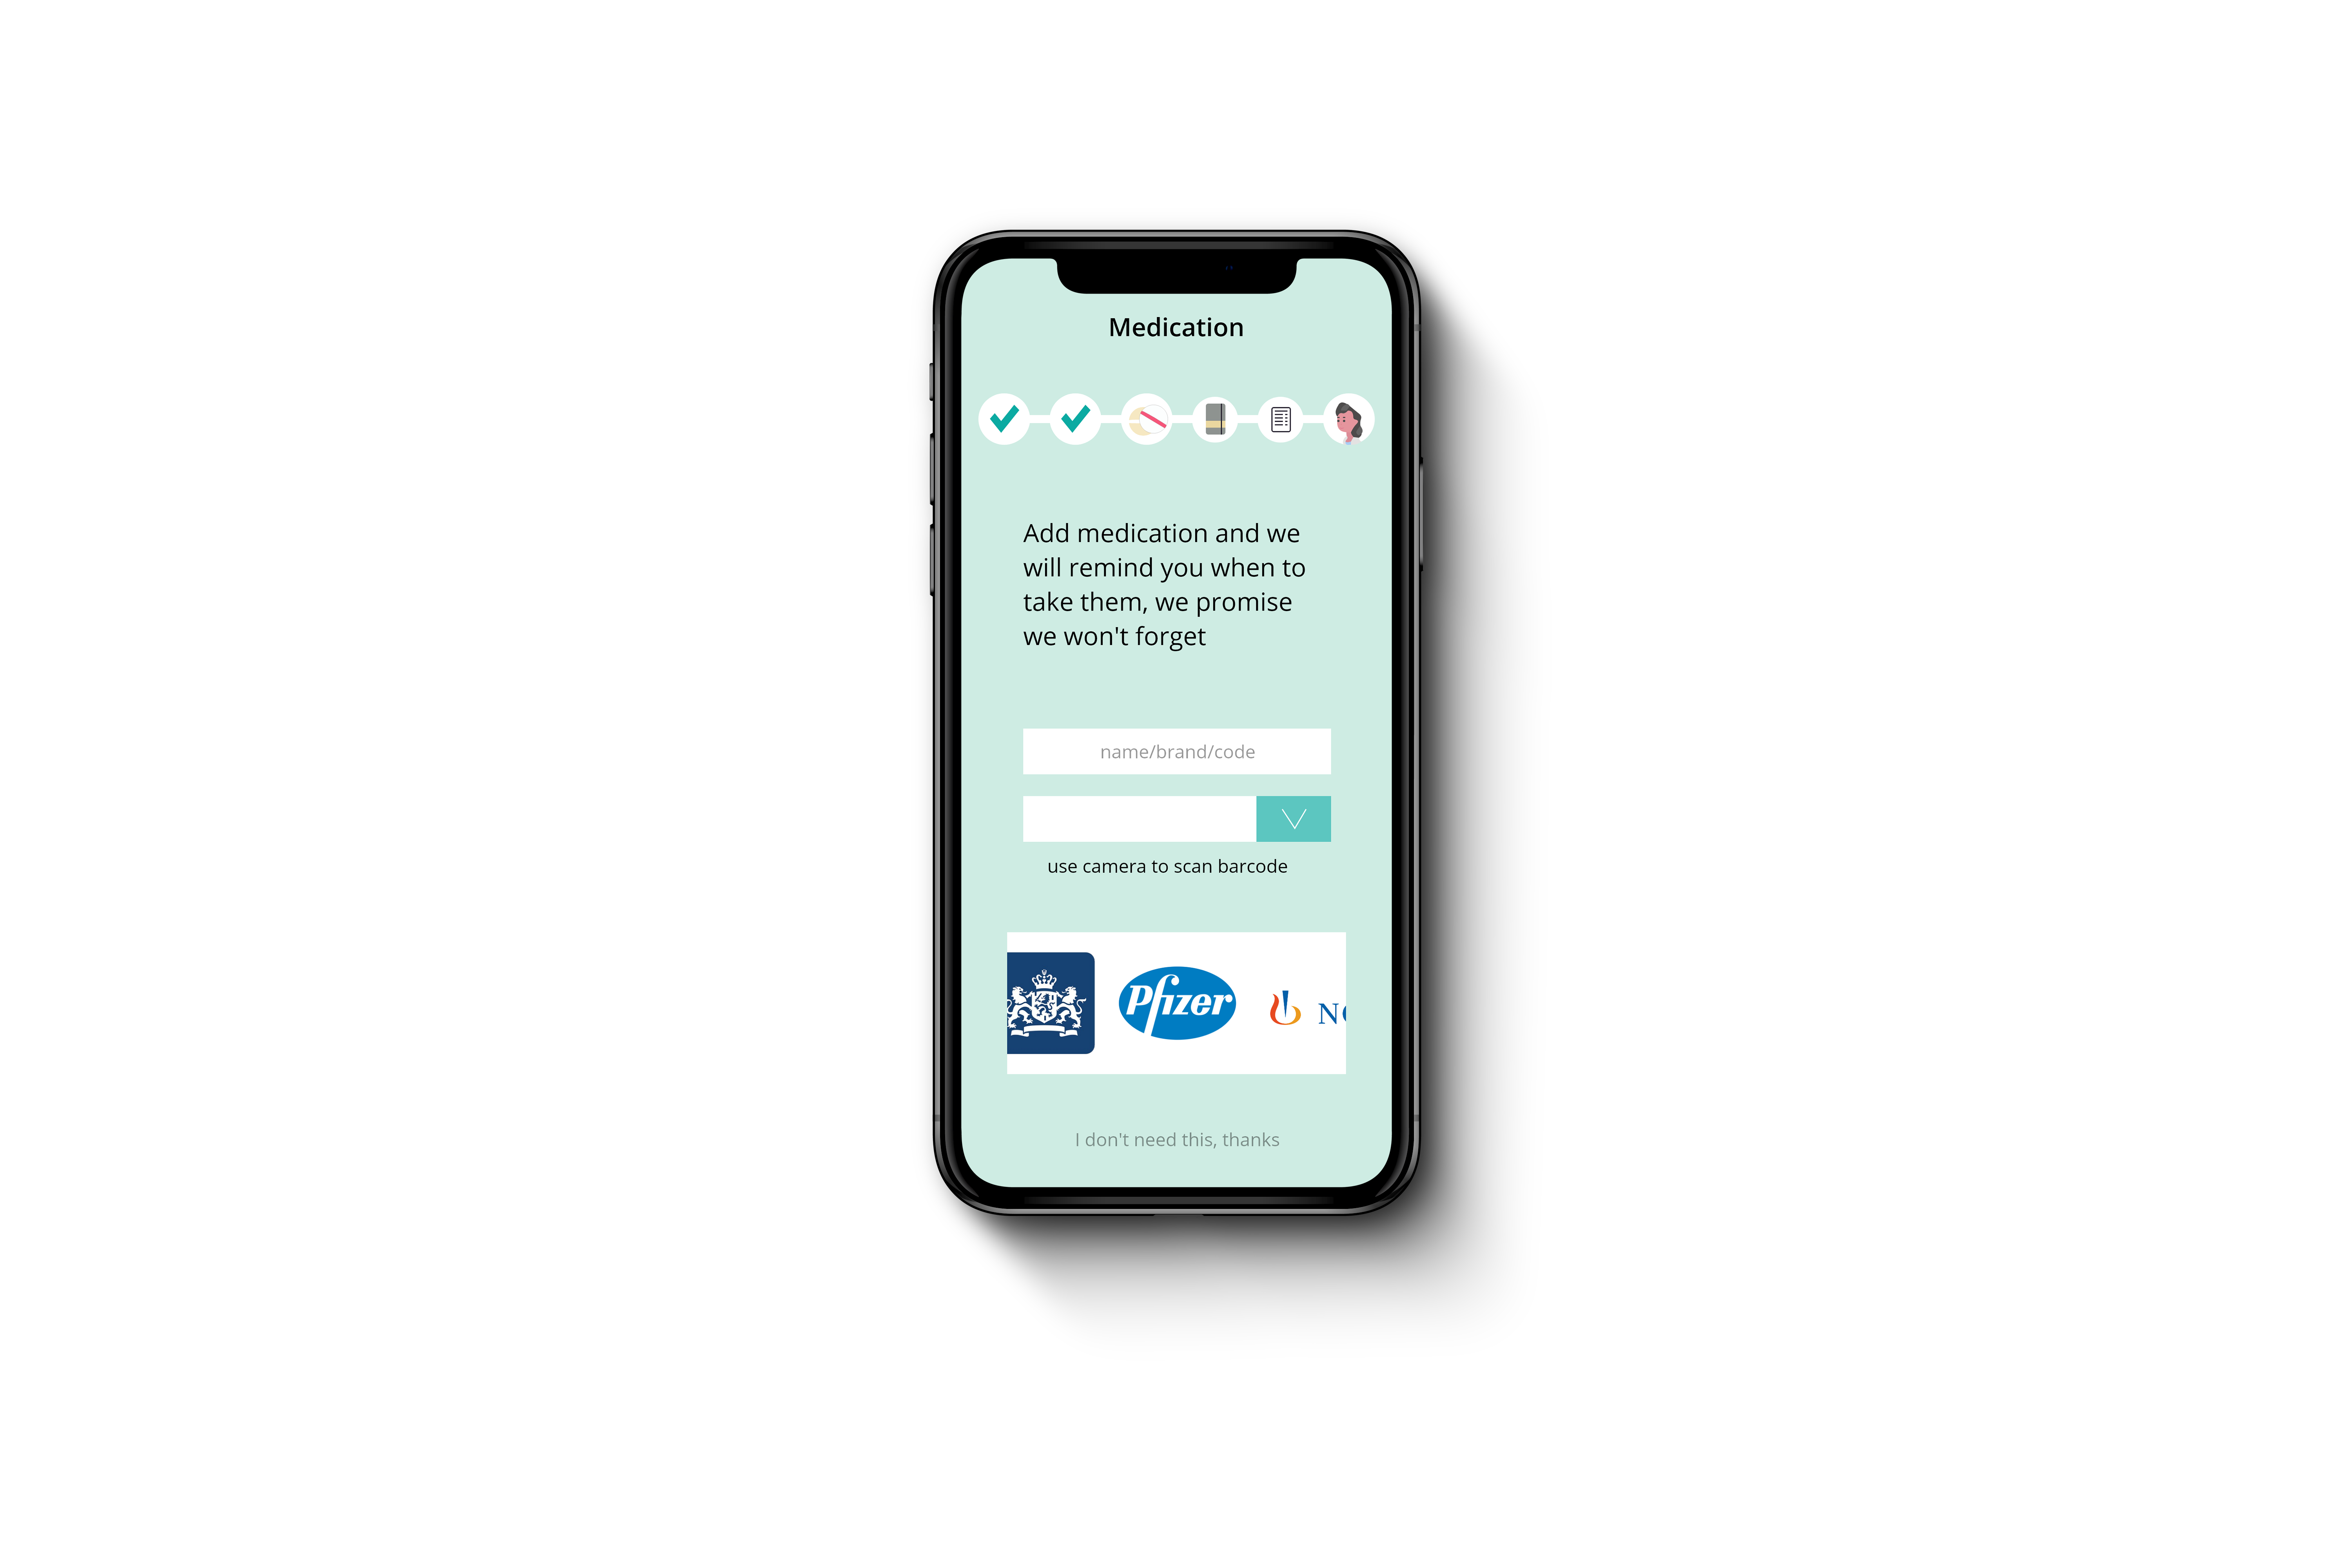 Medication
Add medication and we
will remind you when to
take them, we promise
we won't forget
name/brand/code
use camera to scan barcode
Pfizer
I don't need this, thanks